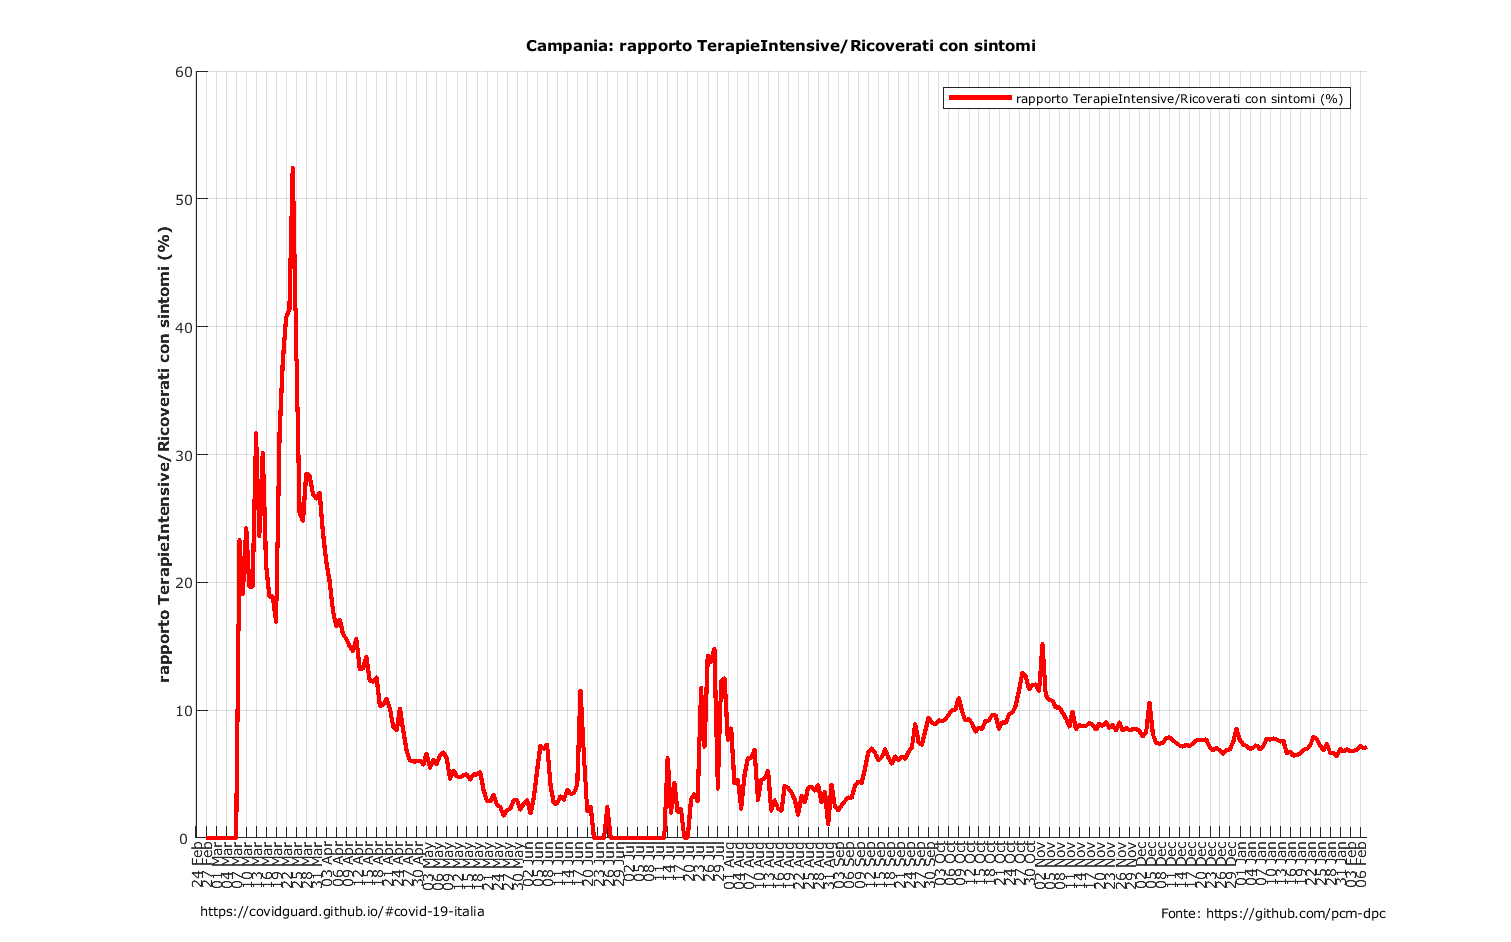 Campania: rapporto TerapieIntensive/Ricoverati con sintomi
rapporto TerapieIntensive/Ricoverati con sintomi (%)
rapporto TerapieIntensive/Ricoverati con sintomi (%)
60
50
40
30
20
10
0
24 Feb
27 Feb
01 Mar
04 Mar
07 Mar
10 Mar
13 Mar
16 Mar
19 Mar
22 Mar
25 Mar
28 Mar
31 Mar
03 Apr
06 Apr
09 Apr
12 Apr
15 Apr
18 Apr
21 Apr
24 Apr
27 Apr
30 Apr
03 May
06 May
09 May
12 May
15 May
18 May
21 May
24 May
27 May
30 May
02 Jun
05 Jun
08 Jun
11 Jun
14 Jun
17 Jun
20 Jun
23 Jun
26 Jun
29 Jun
02 Jul
05 Jul
08 Jul
11 Jul
14 Jul
17 Jul
20 Jul
23 Jul
26 Jul
29 Jul
01 Aug
04 Aug
07 Aug
10 Aug
13 Aug
16 Aug
19 Aug
22 Aug
25 Aug
28 Aug
31 Aug
03 Sep
06 Sep
09 Sep
12 Sep
15 Sep
18 Sep
21 Sep
24 Sep
27 Sep
30 Sep
03 Oct
06 Oct
09 Oct
12 Oct
15 Oct
18 Oct
21 Oct
24 Oct
27 Oct
30 Oct
02 Nov
05 Nov
08 Nov
11 Nov
14 Nov
17 Nov
20 Nov
23 Nov
26 Nov
29 Nov
02 Dec
05 Dec
08 Dec
11 Dec
14 Dec
17 Dec
20 Dec
23 Dec
26 Dec
29 Dec
01 Jan
04 Jan
07 Jan
10 Jan
13 Jan
16 Jan
19 Jan
22 Jan
25 Jan
28 Jan
31 Jan
03 Feb
06 Feb
https://covidguard.github.io/#covid-19-italia
Fonte: https://github.com/pcm-dpc